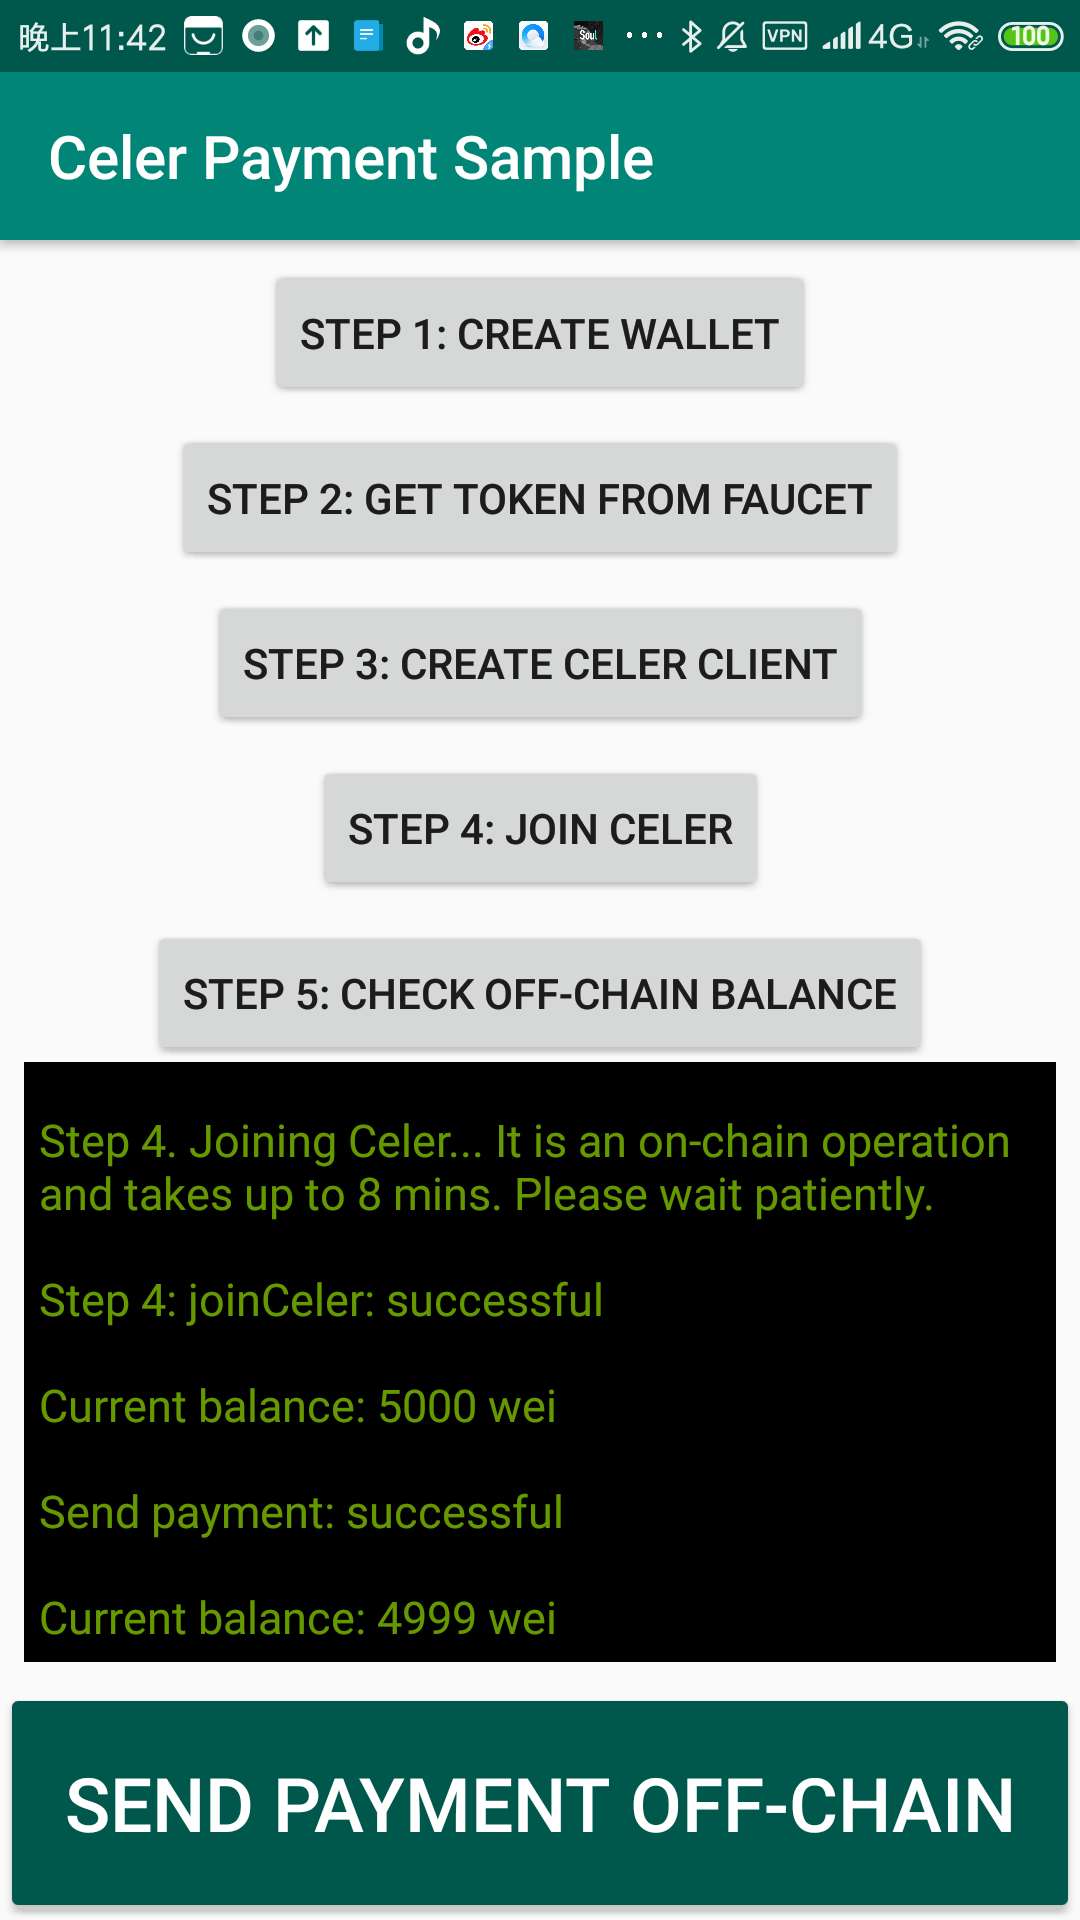 晚上11:42 Soul ... VPN 4G 100
Celer Payment Sample
STEP 1: CREATE WALLET
STEP 2: GET TOKEN FROM FAUCET
STEP 3: CREATE CELER CLIENT
STEP 4: JOIN CELER
STEP 5: CHECK OFF-CHAIN BALANCE
Step 4. Joining Celer... It is an on-chain operation
and takes up to 8 mins. Please wait patiently.
Step 4: joinCeler: successful
Current balance: 5000 wei
Send payment: successful
Current balance: 4999 wei
SEND PAYMENT OFF-CHAIN